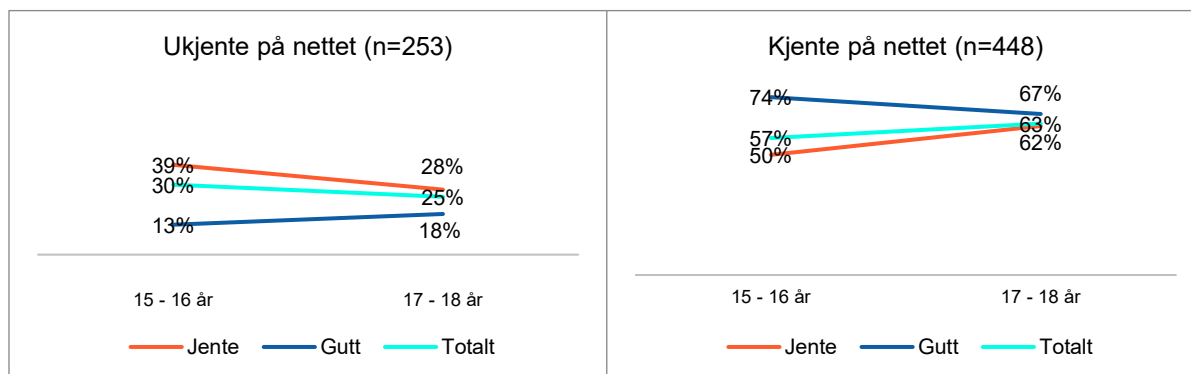 Ukjente på nettet (n=253)
39%
30%
13%
28%
25%
18%
15 - 16 år
17 - 18 år
Jente
Gutt
Totalt
Kjente på nettet (n=448)
74%
57%
50%
67%
63%
62%
15 - 16 år
17 - 18 år
Jente
Gutt
Totalt